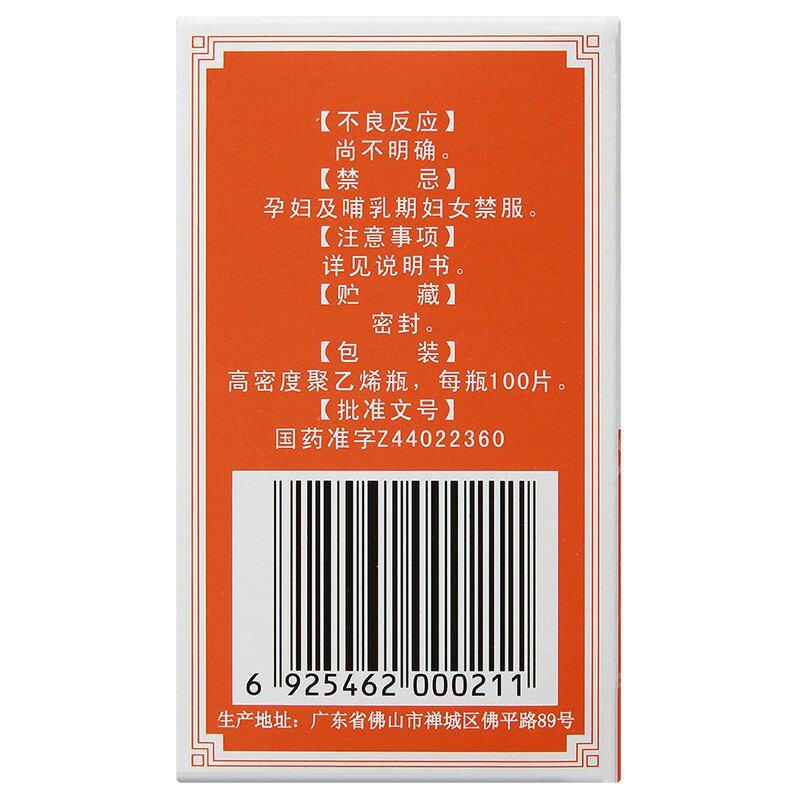 【不良反应】
尚不明确。
【禁　　忌】
孕妇及哺乳期妇女禁服。
【注意事项】
详见说明书。
【贮　　藏】
密封。
【包　　装】
高密度聚乙烯瓶，每瓶100片。
【批准文号】
国药准字Z44022360
6 925462 000211
生产地址：广东省佛山市禅城区佛平路89号